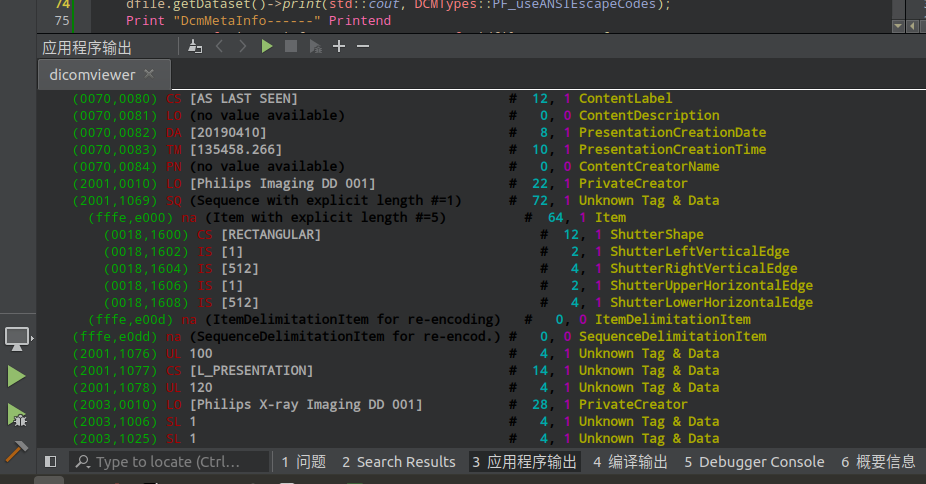 74 dfile.getDataset()->print(std::cout, DCMTypes::PF_useANSIEscapeCodes);
75 Print "DcmMetaInfo------" Printend
应用程序输出
dicomviewer
(0070,0080) CS [AS LAST SEEN] # 12, 1 ContentLabel
(0070,0081) LO (no value available) # 0, 0 ContentDescription
(0070,0082) DA [20190410] # 8, 1 PresentationCreationDate
(0070,0083) TM [135458.266] # 10, 1 PresentationCreationTime
(0070,0084) PN (no value available) # 0, 0 ContentCreatorName
(2001,0010) LO [Philips Imaging DD 001] # 22, 1 PrivateCreator
(2001,1069) SQ (Sequence with explicit length #=1) # 72, 1 Unknown Tag & Data
(fffe,e000) na (Item with explicit length #=5) # 64, 1 Item
(0018,1600) CS [RECTANGULAR] # 12, 1 ShutterShape
(0018,1602) IS [1] # 2, 1 ShutterLeftVerticalEdge
(0018,1604) IS [512] # 4, 1 ShutterRightVerticalEdge
(0018,1606) IS [1] # 2, 1 ShutterUpperHorizontalEdge
(0018,1608) IS [512] # 4, 1 ShutterLowerHorizontalEdge
(fffe,e00d) na (ItemDelimitationItem for re-encoding) # 0, 0 ItemDelimitationItem
(fffe,e0dd) na (SequenceDelimitationItem for re-encod.) # 0, 0 SequenceDelimitationItem
(2001,1076) UL 100 # 4, 1 Unknown Tag & Data
(2001,1077) CS [L_PRESENTATION] # 14, 1 Unknown Tag & Data
(2001,1078) UL 120 # 4, 1 Unknown Tag & Data
(2003,0010) LO [Philips X-ray Imaging DD 001] # 28, 1 PrivateCreator
(2003,1006) SL 1 # 4, 1 Unknown Tag & Data
(2003,1025) SL 1 # 4, 1 Unknown Tag & Data
Type to locate (Ctrl... 1 问题 2 Search Results 3 应用程序输出 4 编译输出 5 Debugger Console 6 概要信息